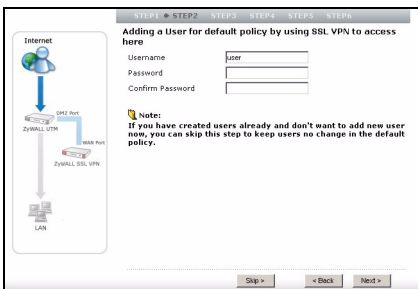 STEP1 STEP2 STEP3 STEP4 STEP5 STEP6
Internet
DMZ Port
ZyWALL UTM
WAN Port
ZyWALL SSL VPN
LAN
Adding a User for default policy by using SSL VPN to access
here
Username user
Password
Confirm Password
Note:
If you have created users already and don't want to add new user
now, you can skip this step to keep users no change in the default
policy.
Skip > < Back Next >